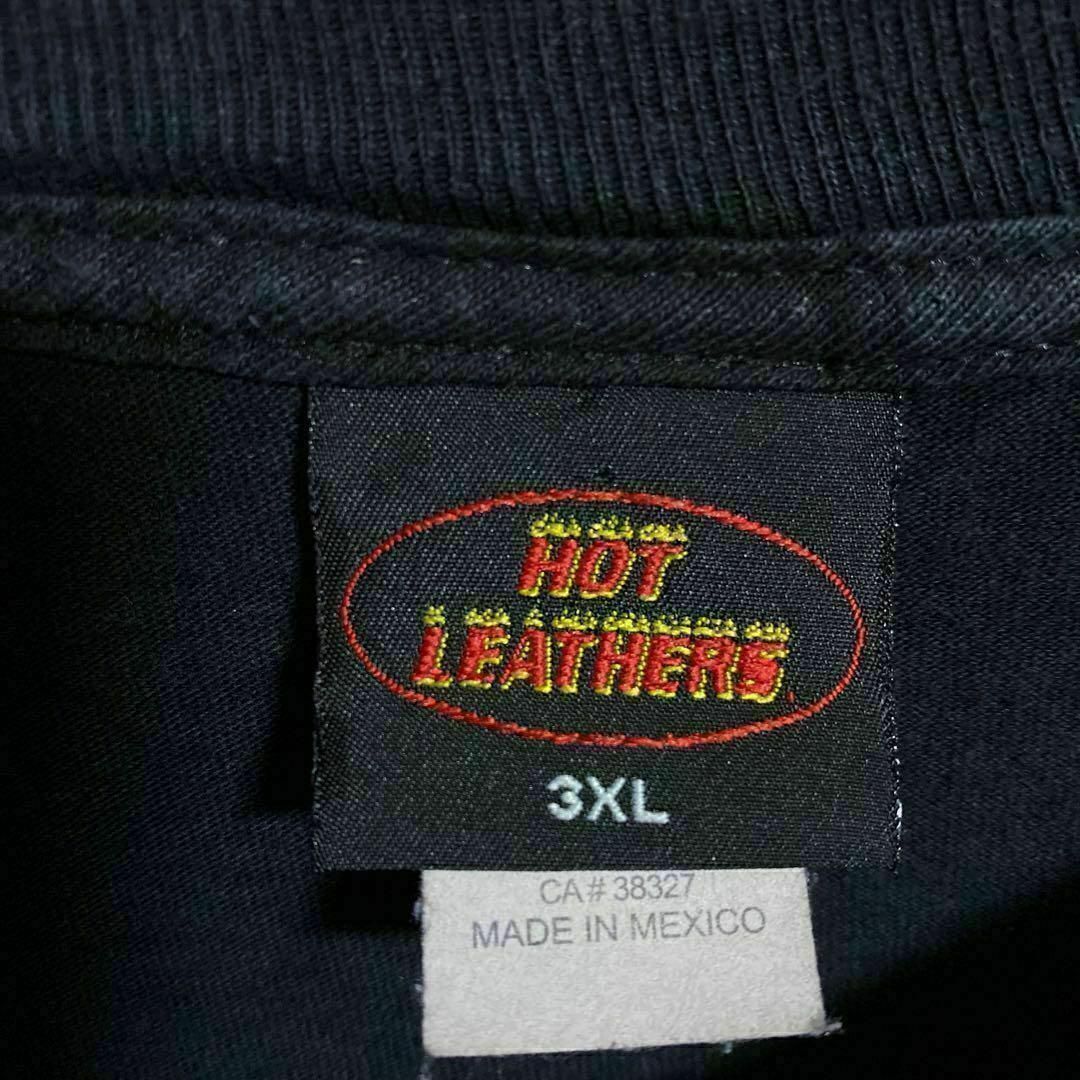 HOT
LEATHERS
3XL
CA# 38327
MADE IN MEXICO